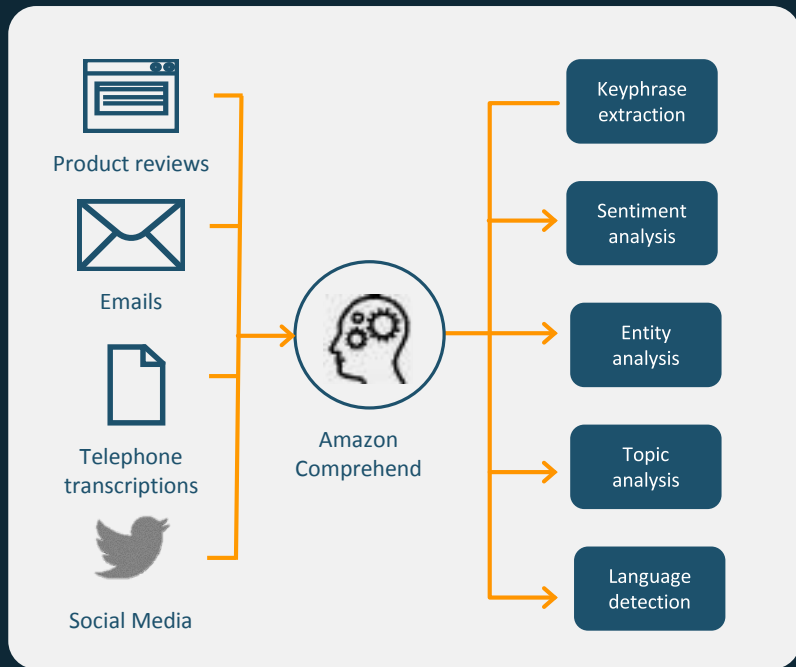 Product reviews
Emails
Telephone
transcriptions
Social Media
Amazon
Comprehend
Keyphrase
extraction
Sentiment
analysis
Entity
analysis
Topic
analysis
Language
detection